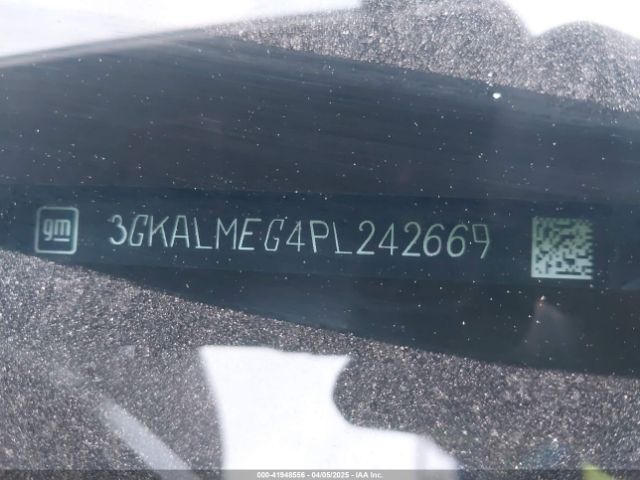 gm 3GKALMEG4PL242669
000-41948556 - 04/05/2025 - IAA Inc.